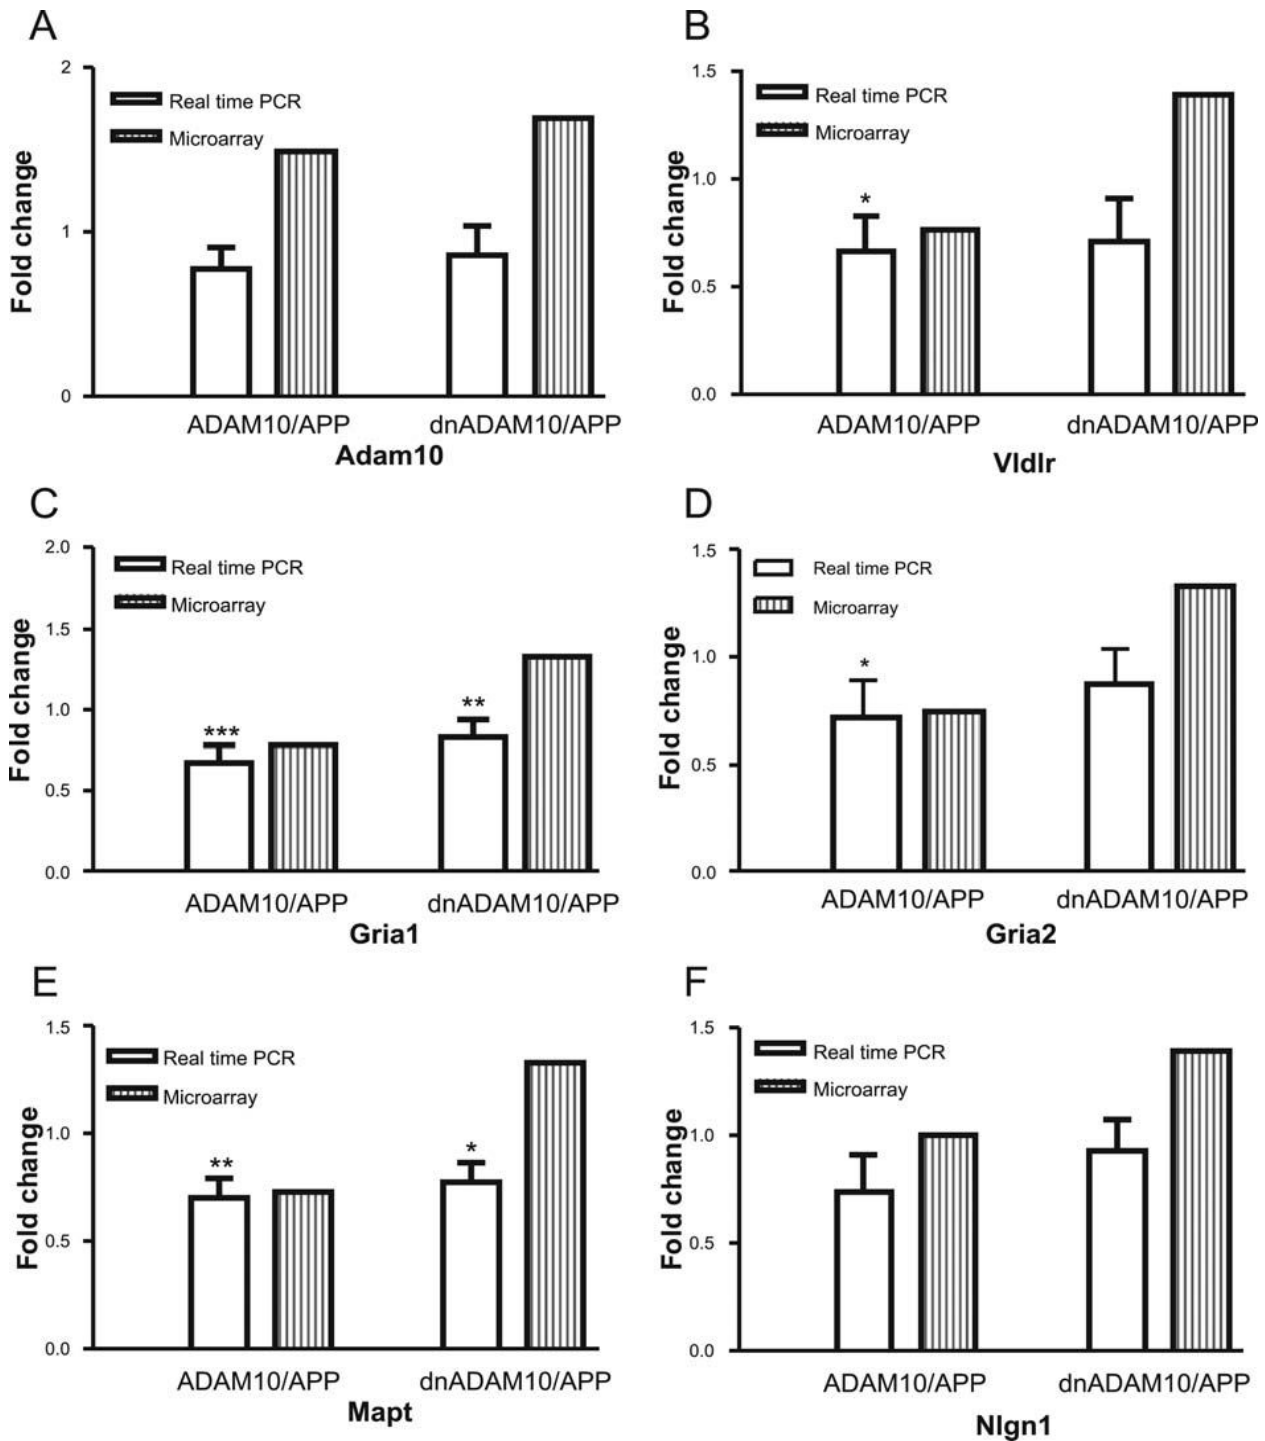 A
2
1
0
Fold change
Real time PCR
Microarray
ADAM10/APP dnADAM10/APP
Adam10
B
1.5
1.0
0.5
0.0
Fold change
Real time PCR
Microarray
*
ADAM10/APP dnADAM10/APP
Vldlr
C
2.0
1.5
1.0
0.5
0.0
Fold change
Real time PCR
Microarray
*** **
ADAM10/APP dnADAM10/APP
Gria1
D
1.5
1.0
0.5
0.0
Fold change
Real time PCR
Microarray
*
ADAM10/APP dnADAM10/APP
Gria2
E
1.5
1.0
0.5
0.0
Fold change
Real time PCR
Microarray
** *
ADAM10/APP dnADAM10/APP
Mapt
F
1.5
1.0
0.5
0.0
Fold change
Real time PCR
Microarray
ADAM10/APP dnADAM10/APP
Nlgn1